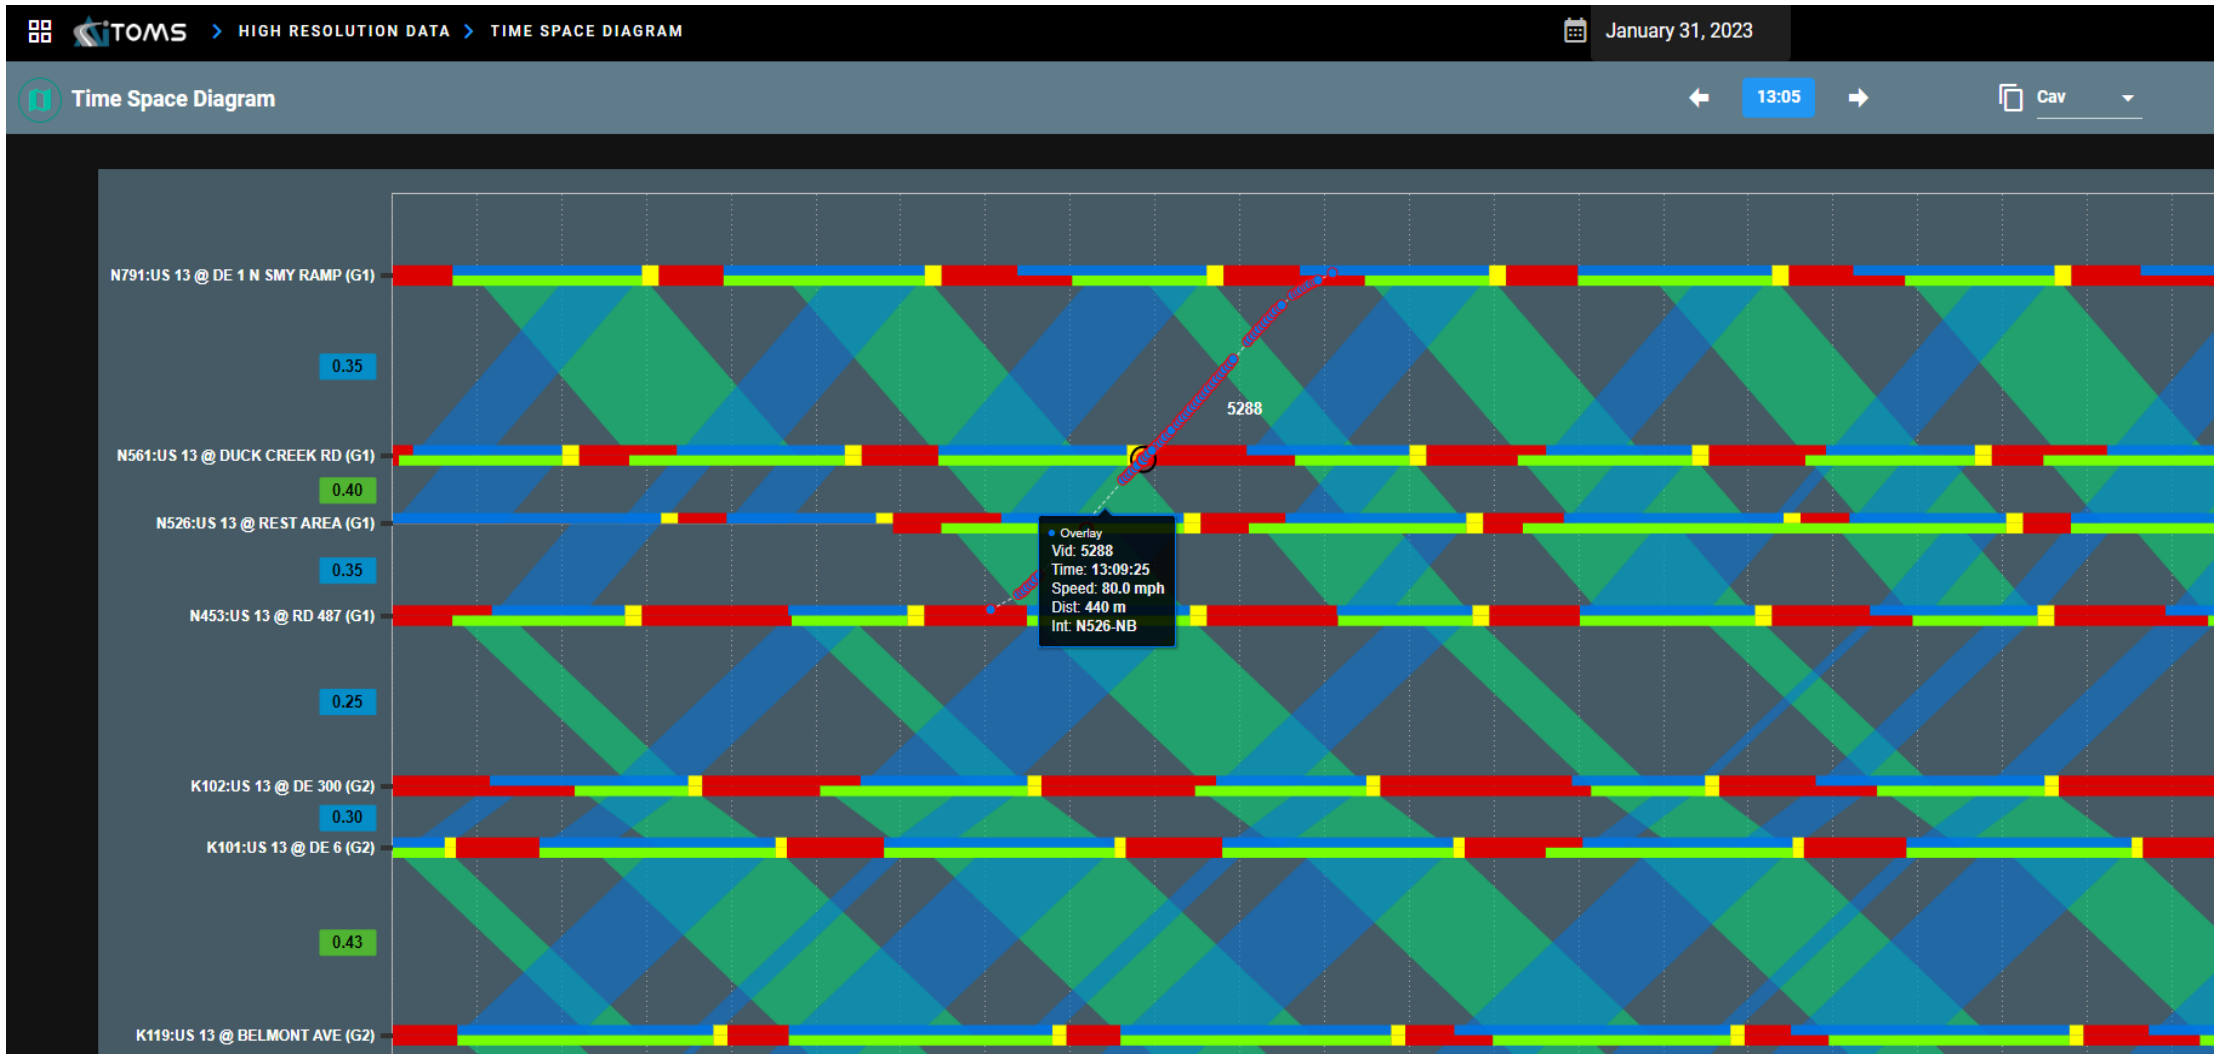 iTOMS > HIGH RESOLUTION DATA > TIME SPACE DIAGRAM January 31, 2023
Time Space Diagram 13:05 Cav
N791:US 13 @ DE 1 N SMY RAMP (G1)
0.35
5288
N561:US 13 @ DUCK CREEK RD (G1)
0.40
N526:US 13 @ REST AREA (G1)
Overlay
Vid: 5288
Time: 13:09:25
Speed: 80.0 mph
Dist: 440 m
Int: N526-NB
0.35
N453:US 13 @ RD 487 (G1)
0.25
K102:US 13 @ DE 300 (G2)
0.30
K101:US 13 @ DE 6 (G2)
0.43
K119:US 13 @ BELMONT AVE (G2)